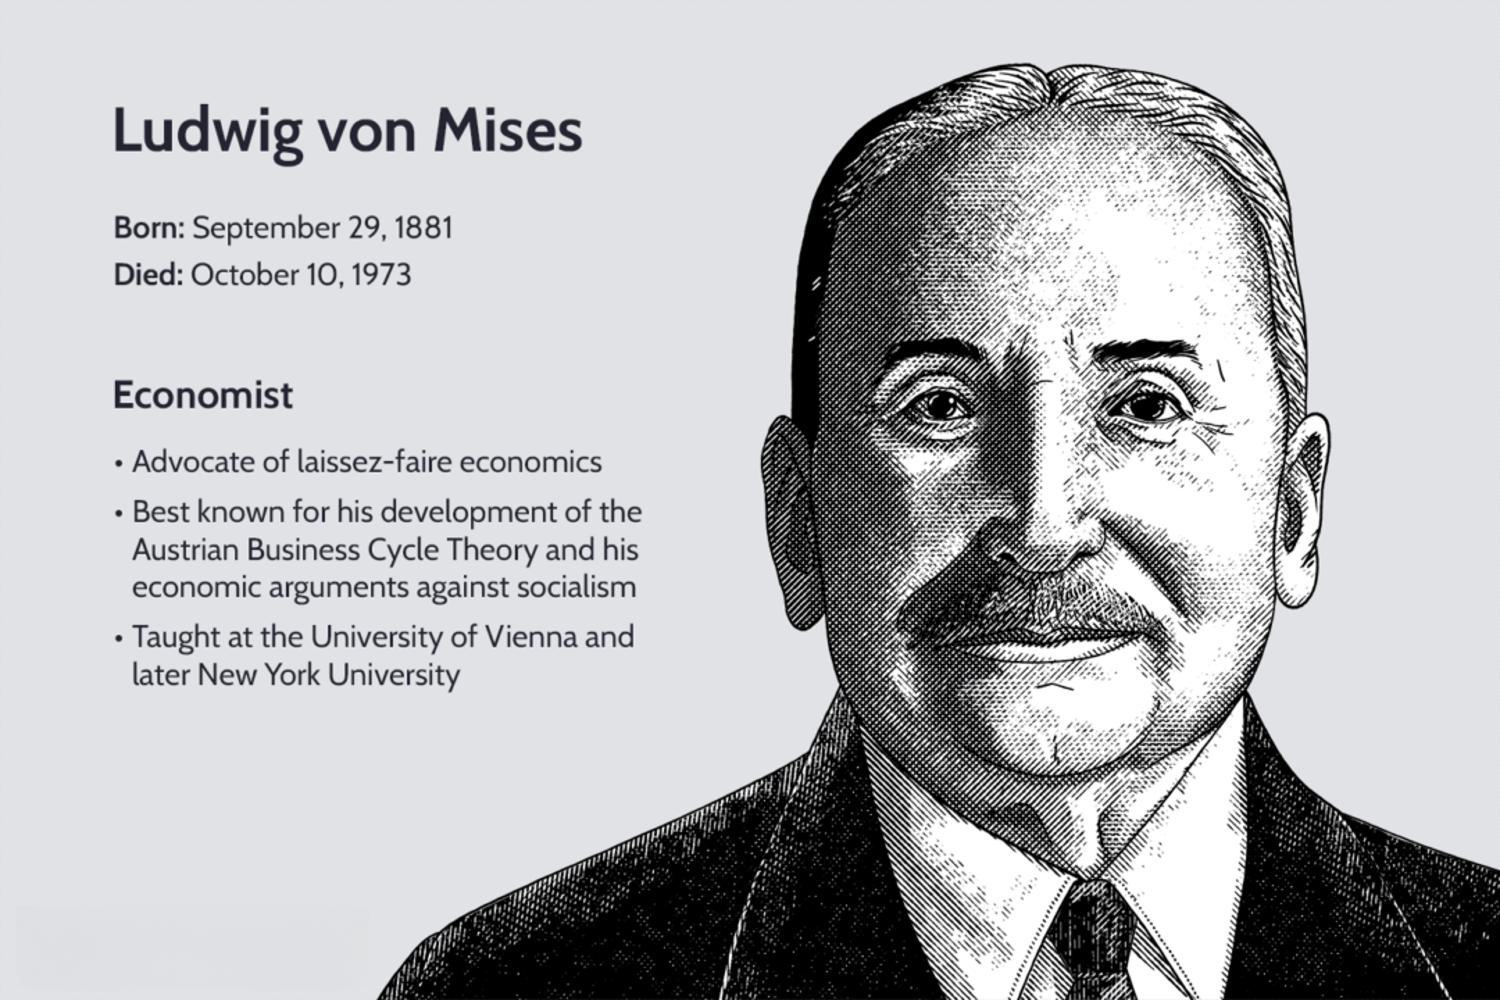 Ludwig von Mises
Born: September 29, 1881
Died: October 10, 1973
Economist
• Advocate of laissez-faire economics
• Best known for his development of the
Austrian Business Cycle Theory and his
economic arguments against socialism
• Taught at the University of Vienna and
later New York University